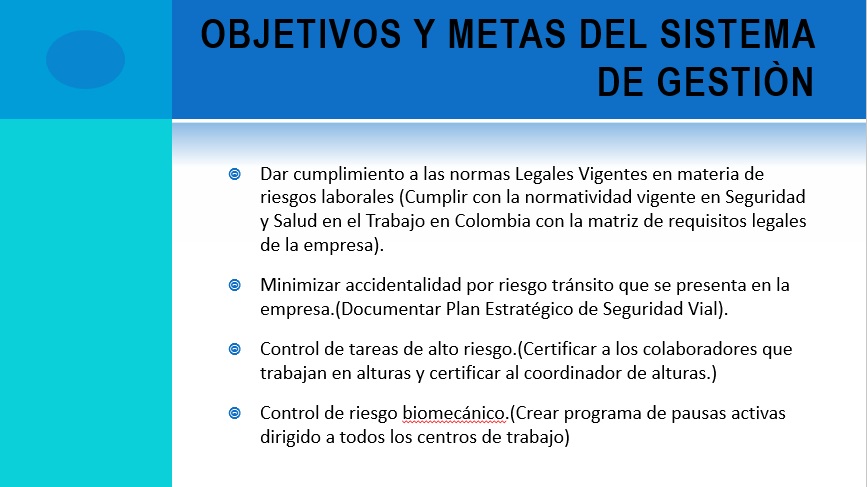 OBJETIVOS Y METAS DEL SISTEMA
DE GESTIÒN
Dar cumplimiento a las normas Legales Vigentes en materia de
riesgos laborales (Cumplir con la normatividad vigente en Seguridad
y Salud en el Trabajo en Colombia con la matriz de requisitos legales
de la empresa).
Minimizar accidentalidad por riesgo tránsito que se presenta en la
empresa.(Documentar Plan Estratégico de Seguridad Vial).
Control de tareas de alto riesgo.(Certificar a los colaboradores que
trabajan en alturas y certificar al coordinador de alturas.)
Control de riesgo biomecánico.(Crear programa de pausas activas
dirigido a todos los centros de trabajo)